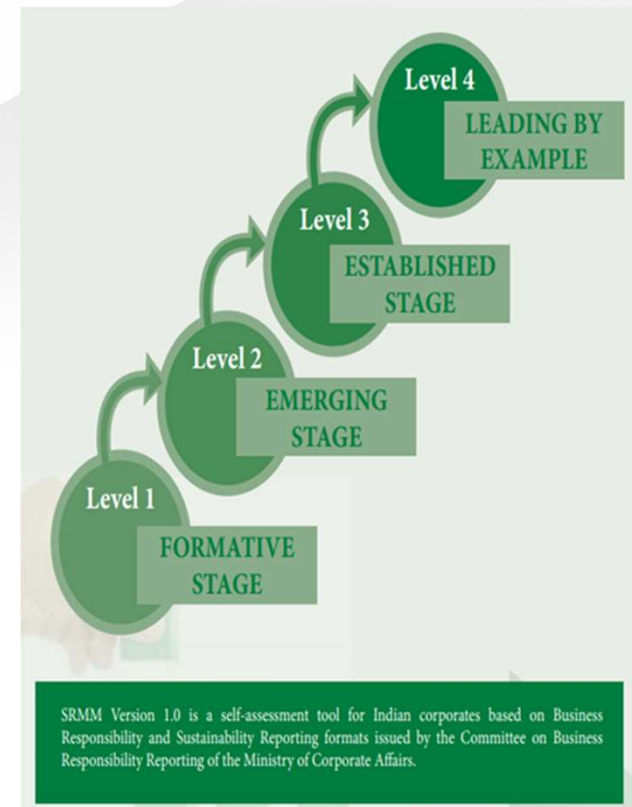 Level 4
LEADING BY
EXAMPLE
Level 3
ESTABLISHED
STAGE
Level 2
EMERGING
STAGE
Level 1
FORMATIVE
STAGE
SRMM Version 1.0 is a self-assessment tool for Indian corporates based on Business
Responsibility and Sustainability Reporting formats issued by the Committee on Business
Responsibility Reporting of the Ministry of Corporate Affairs.